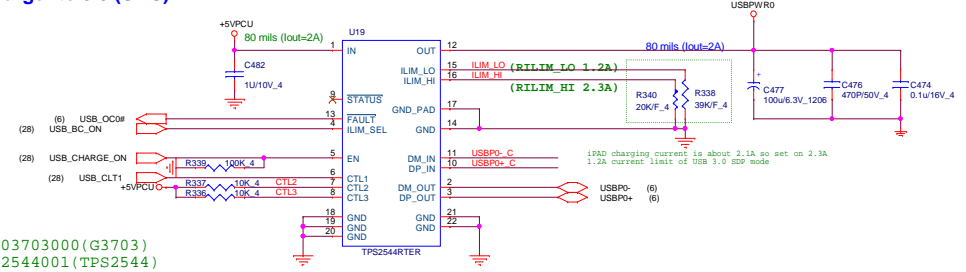 USBPWR0
+5VPCU
U19
80 mils (Iout=2A)
1
IN
OUT
12
80 mils (Iout=2A)
C482
1U/10V_4
ILIM_LO
15
ILIM_LO
(RILIM_LO 1.2A)
ILIM_HI
16
ILIM_HI
(RILIM_HI 2.3A)
R340
20K/F_4
R338
39K/F_4
+
C477
100u/6.3V_1206
C476
470P/50V_4
C474
0.1u/16V_4
9
STATUS
GND_PAD
17
(6)
USB_OC0#
13
FAULT
(28)
USB_BC_ON
4
ILIM_SEL
GND
14
(28)
USB_CHARGE_ON
5
EN
DM_IN
11
USBP0-_C
DP_IN
10
USBP0+_C
iPAD charging current is about 2.1A so set on 2.3A
1.2A current limit of USB 3.0 SDP mode
R339
100K_4
(28)
USB_CLT1
6
CTL1
+5VPCU
R337
10K_4
CTL2
7
CTL2
DM_OUT
2
USBP0-
(6)
R336
10K_4
CTL3
8
CTL3
DP_OUT
3
USBP0+
(6)
18
GND
GND
21
19
GND
GND
22
20
GND
TPS2544RTER
03703000(G3703)
2544001(TPS2544)